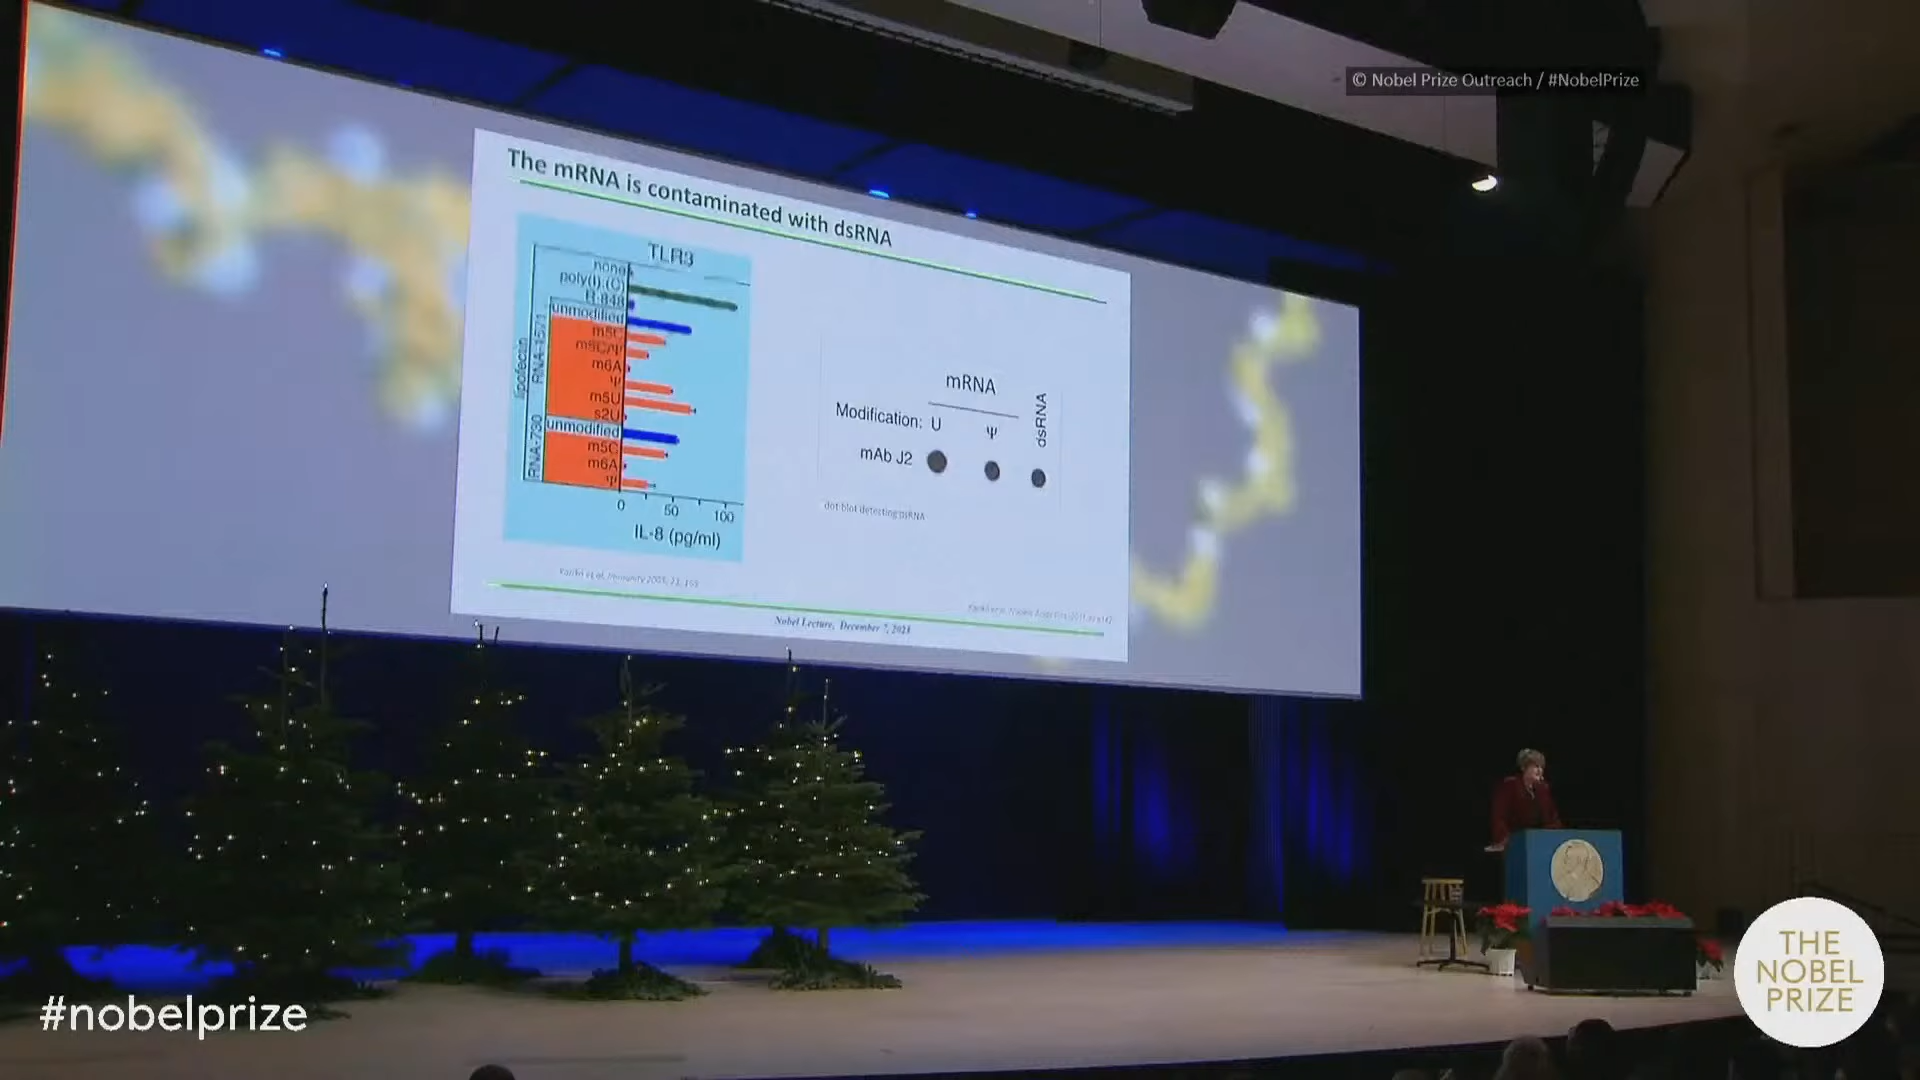 © Nobel Prize Outreach / #NobelPrize
The mRNA is contaminated with dsRNA
TLR3
none
poly(I):(C)
R-848
lipofectin
RNA-1571
unmodified
m5C
m5C/Ψ
m6A
Ψ
m5U
s2U
RNA-730
unmodified
m5C
m6A
Ψ
0 50 100
IL-8 (pg/ml)
mRNA
dsRNA
Modification: U Ψ
mAb J2
dot blot detecting dsRNA
Nobel Lecture, December 7, 2023
#nobelprize
THE
NOBEL
PRIZE